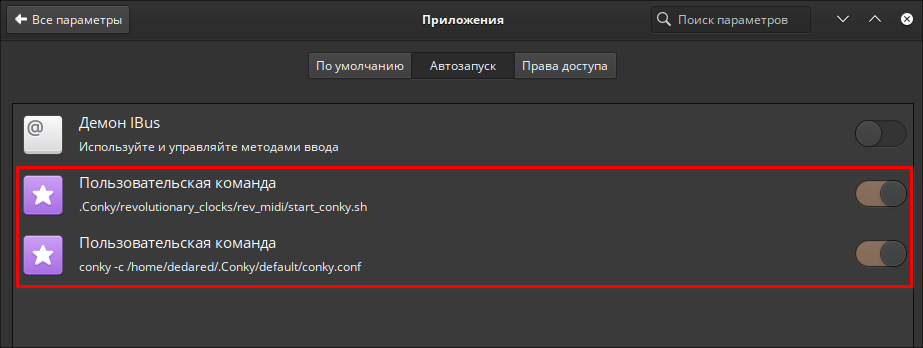 Все параметры
Приложения
Поиск параметров
По умолчанию
Автозапуск
Права доступа
@
Демон IBus
Используйте и управляйте методами ввода
Пользовательская команда
.Conky/revolutionary_clocks/rev_midi/start_conky.sh
Пользовательская команда
conky -c /home/dedared/.Conky/default/conky.conf